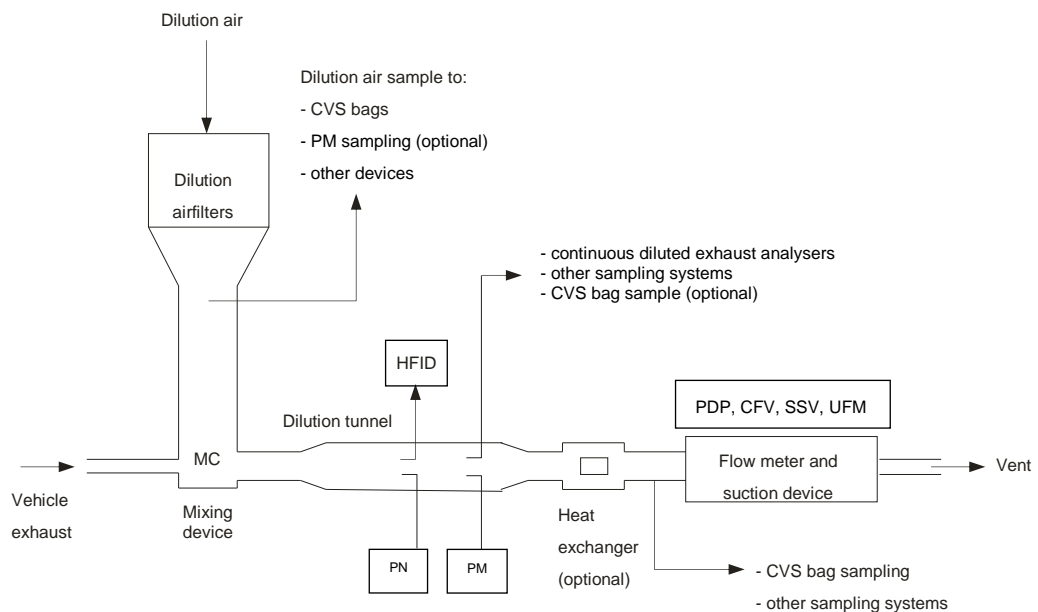 Dilution air
Dilution air sample to:
- CVS bags
- PM sampling (optional)
- other devices
Dilution
airfilters
- continuous diluted exhaust analysers
- other sampling systems
- CVS bag sample (optional)
HFID
PDP, CFV, SSV, UFM
Dilution tunnel
MC
Flow meter and
suction device
Vent
Vehicle
exhaust
Mixing
device
Heat
exchanger
(optional)
PN
PM
- CVS bag sampling
- other sampling systems